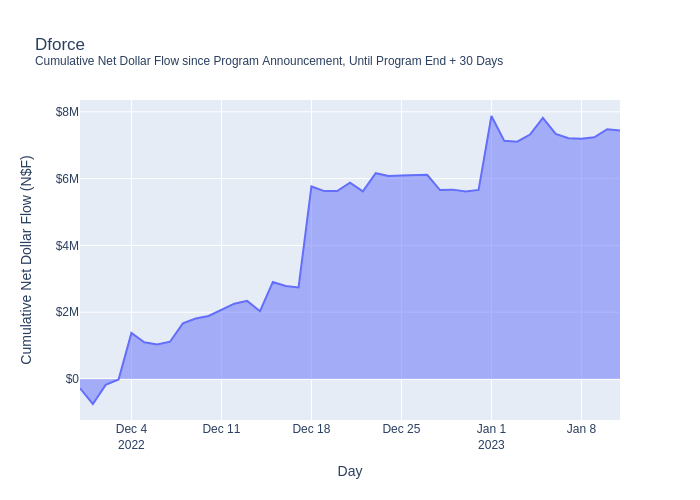 Dforce
Cumulative Net Dollar Flow since Program Announcement, Until Program End + 30 Days
Cumulative Net Dollar Flow (N$F)
$8M
$6M
$4M
$2M
$0
Dec 4
2022
Dec 11
Dec 18
Dec 25
Jan 1
2023
Jan 8
Day